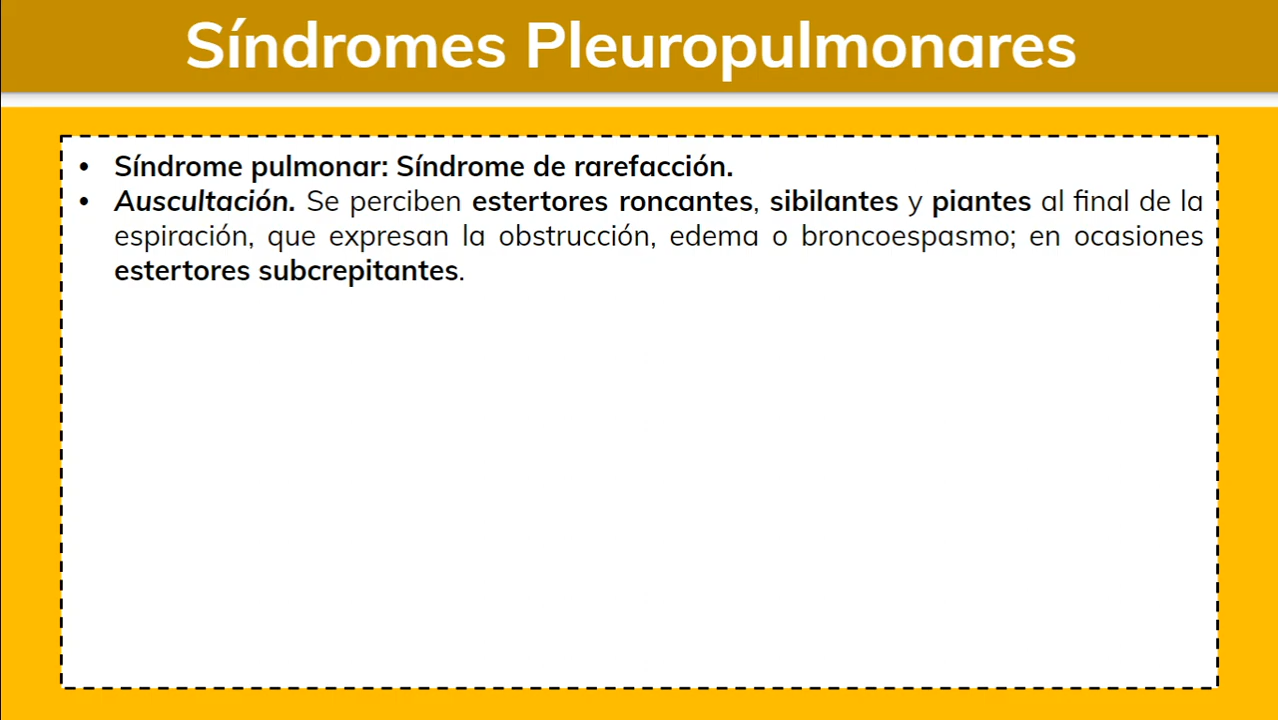 Síndromes Pleuropulmonares
• Síndrome pulmonar: Síndrome de rarefacción.
• Auscultación. Se perciben estertores roncantes, sibilantes y piantes al final de la
espiración, que expresan la obstrucción, edema o broncoespasmo; en ocasiones
estertores subcrepitantes.